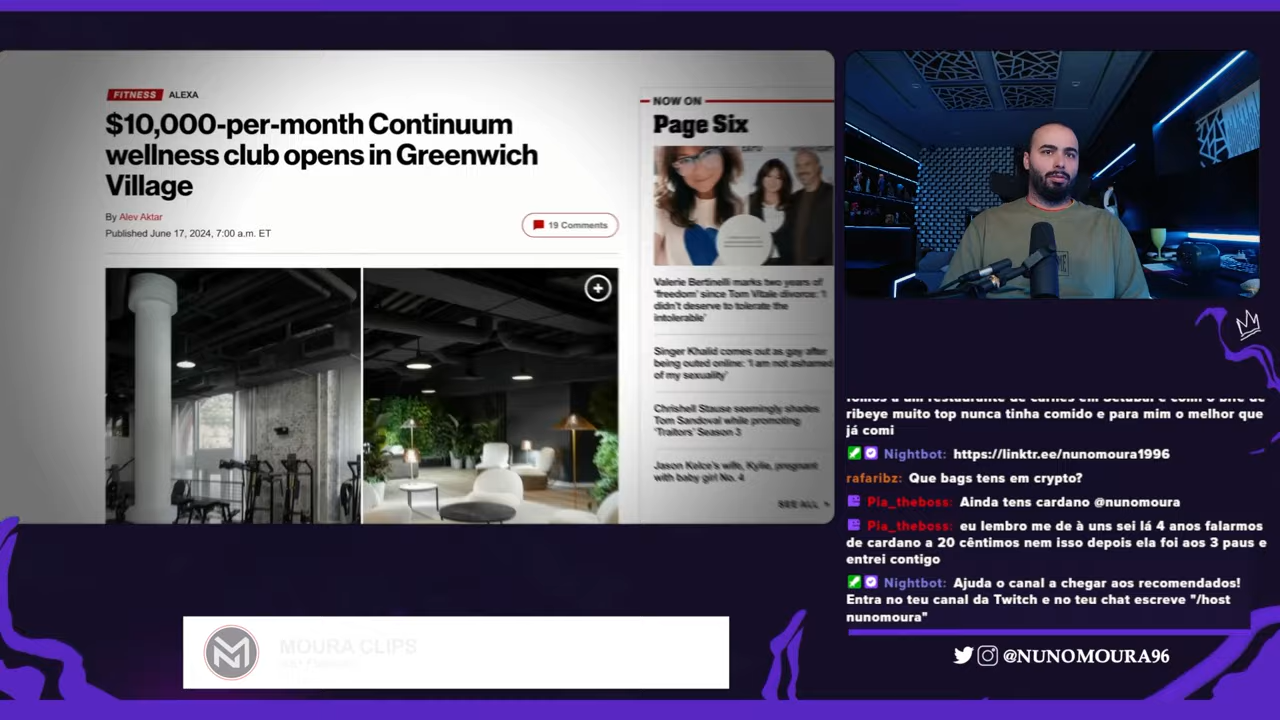 FITNESS ALEXA
$10,000-per-month Continuum
wellness club opens in Greenwich
Village
By Alev Aktar
Published June 17, 2024, 7:00 a.m. ET
19 Comments
NOW ON
Page Six
Valerie Bertinelli marks two years of
'freedom' since Tom Vitale divorce: 'I
didn't deserve to tolerate the
intolerable'
Singer Khalid comes out as gay after
being outed online: 'I am not ashamed
of my sexuality'
Chrishell Stause seemingly shades
Tom Sandoval while promoting
'Traitors' Season 3
Jason Kelce's wife, Kylie, pregnant
with baby girl No. 4
SEE ALL
ribeye muito top nunca tinha comido e para mim o melhor que
já comi
Nightbot: https://linktr.ee/nunomoura1996
rafaribz: Que bags tens em crypto?
Pia_theboss: Ainda tens cardano @nunomoura
Pia_theboss: eu lembro me de à uns sei lá 4 anos falarmos
de cardano a 20 cêntimos nem isso depois ela foi aos 3 paus e
entrei contigo
Nightbot: Ajuda o canal a chegar aos recomendados!
Entra no teu canal da Twitch e no teu chat escreve "/host
nunomoura"
MOURA CLIPS
@NUNOMOURA96